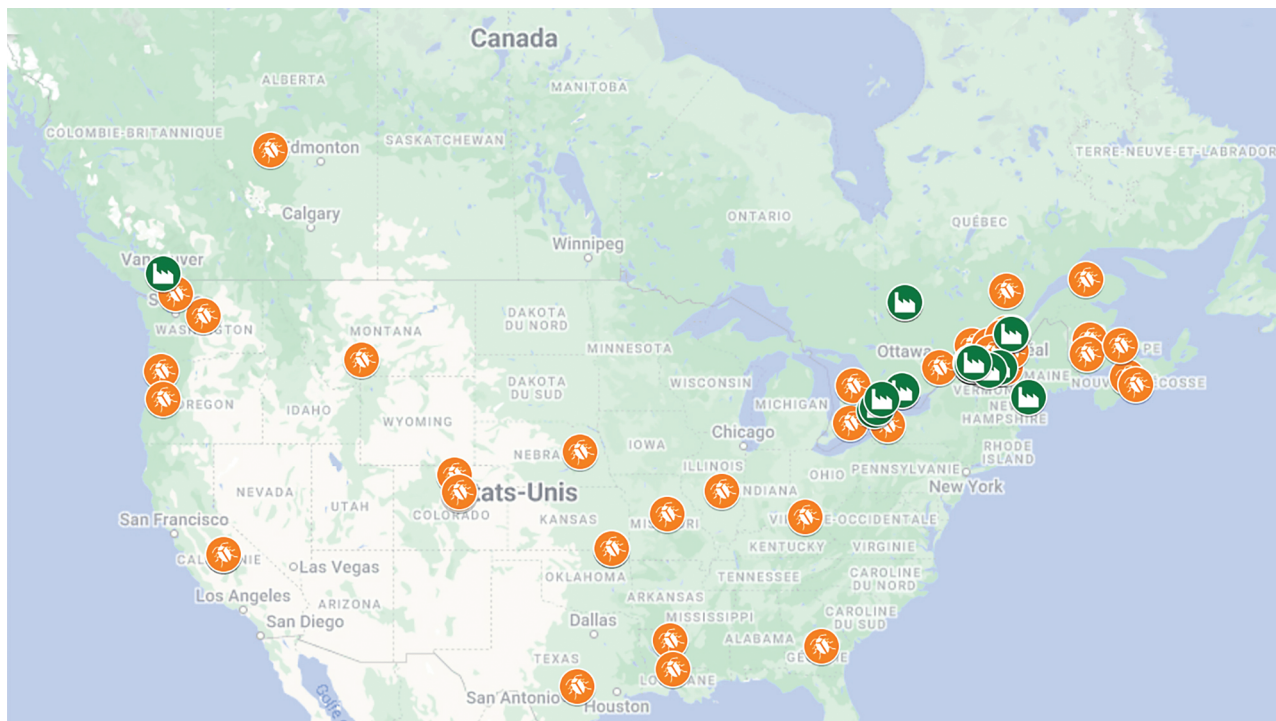 Canada
ALBERTA
MANITOBA
COLOMBIE-BRITANNIQUE
SASKATCHEWAN
dmonton
TERRE-NEUVE-ET-LABRADOR
Calgary
ONTARIO
QUÉBEC
Winnipeg
Vancouver
DAKOTA
DU NORD
WASHINGTON
MONTANA
MINNESOTA
Ottawa
DAKOTA
DU SUD
WISCONSIN
MICHIGAN
MAINE
VERMO
NEW
HAMPSHIRE
OREGON
IDAHO
WYOMING
Chicago
IOWA
NEBRA
RHODE
ISLAND
ILLINOIS
OHIO
PENNSYLVANIE
New York
NEVADA
UTAH
tats-Unis
COLORADO
KANSAS
INDIANA
San Francisco
KENTUCKY
VIRGINIE
Las Vegas
OKLAHOMA
TENNESSEE
CAROLINE
DU NORD
Los Angeles
ARIZONA
ARKANSAS
San Diego
Dallas
MISSISSIPPI
CAROLINE
DU SUD
ALABAMA
TEXAS
San Antonio
Houston